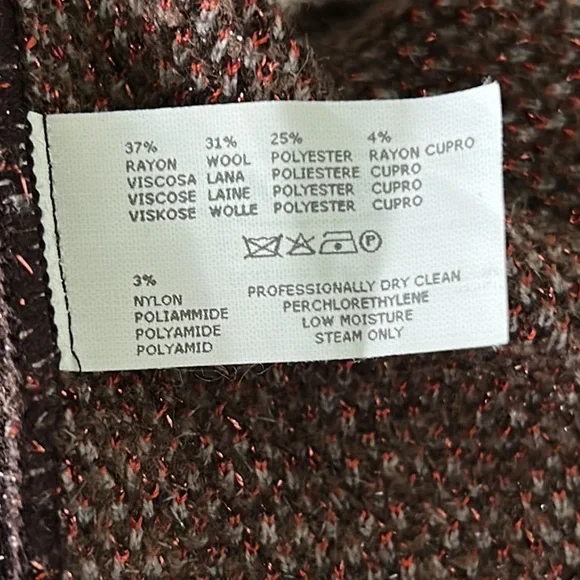 37% 31% 25% 4%
RAYON WOOL POLYESTER RAYON CUPRO
VISCOSA LANA POLIESTERE CUPRO
VISCOSE LAINE POLYESTER CUPRO
VISKOSE WOLLE POLYESTER CUPRO
P
3%
NYLON
POLIAMMIDE
POLYAMIDE
POLYAMID
PROFESSIONALLY DRY CLEAN
PERCHLORETHYLENE
LOW MOISTURE
STEAM ONLY